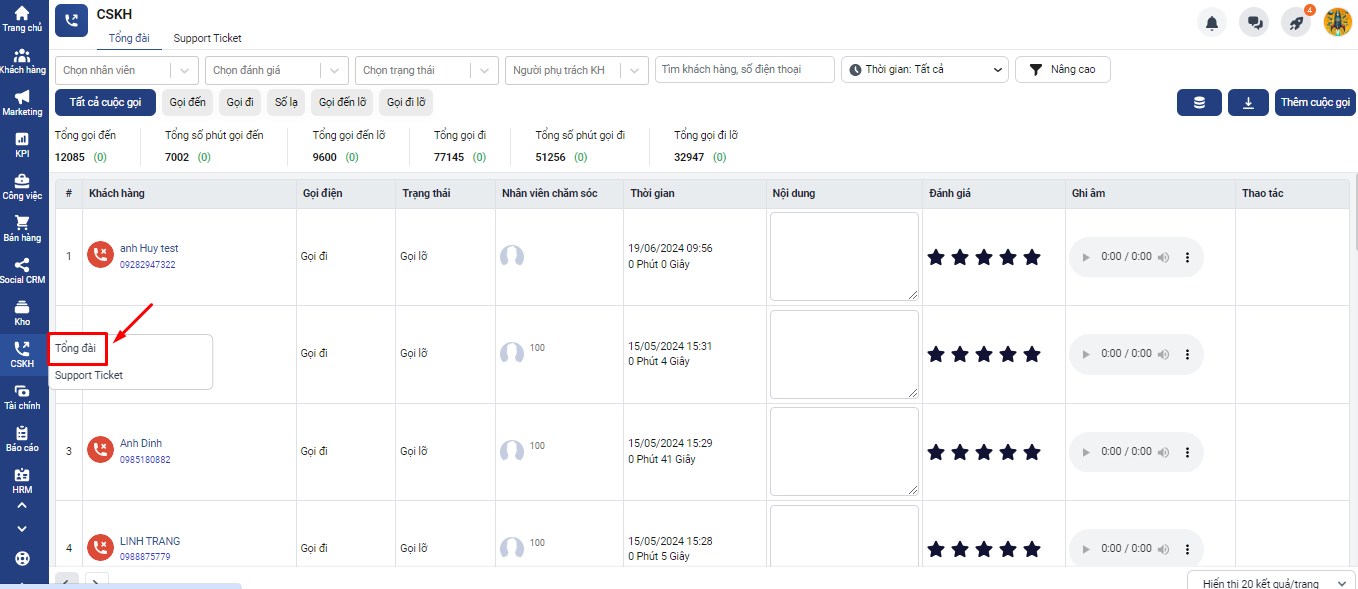 Trang chủ
Khách hàng
Marketing
KPI
Công việc
Bán hàng
Social CRM
Kho
CSKH
Tài chính
Báo cáo
HRM
CSKH
Tổng đài
Support Ticket
4
Chọn nhân viên
Chọn đánh giá
Chọn trạng thái
Người phụ trách KH
Tìm khách hàng, số điện thoại
Thời gian: Tất cả
Nâng cao
Tất cả cuộc gọi
Gọi đến
Gọi đi
Số lạ
Gọi đến lỡ
Gọi đi lỡ
Thêm cuộc gọi
Tổng gọi đến
12085 (0)
Tổng số phút gọi đến
7002 (0)
Tổng gọi đến lỡ
9600 (0)
Tổng gọi đi
77145 (0)
Tổng số phút gọi đi
51256 (0)
Tổng gọi đi lỡ
32947 (0)
# Khách hàng Gọi điện Trạng thái Nhân viên chăm sóc Thời gian Nội dung Đánh giá Ghi âm Thao tác
1
anh Huy test
09282947322
Gọi đi
Gọi lỡ
19/06/2024 09:56
0 Phút 0 Giây
0:00 / 0:00
Tổng đài
Support Ticket
Gọi đi
Gọi lỡ
100
15/05/2024 15:31
0 Phút 4 Giây
0:00 / 0:00
3
Anh Dinh
0985180882
Gọi đi
Gọi lỡ
100
15/05/2024 15:29
0 Phút 41 Giây
0:00 / 0:00
4
LINH TRANG
0988875779
Gọi đi
Gọi lỡ
100
15/05/2024 15:28
0 Phút 5 Giây
0:00 / 0:00
Hiển thị 20 kết quả/trang